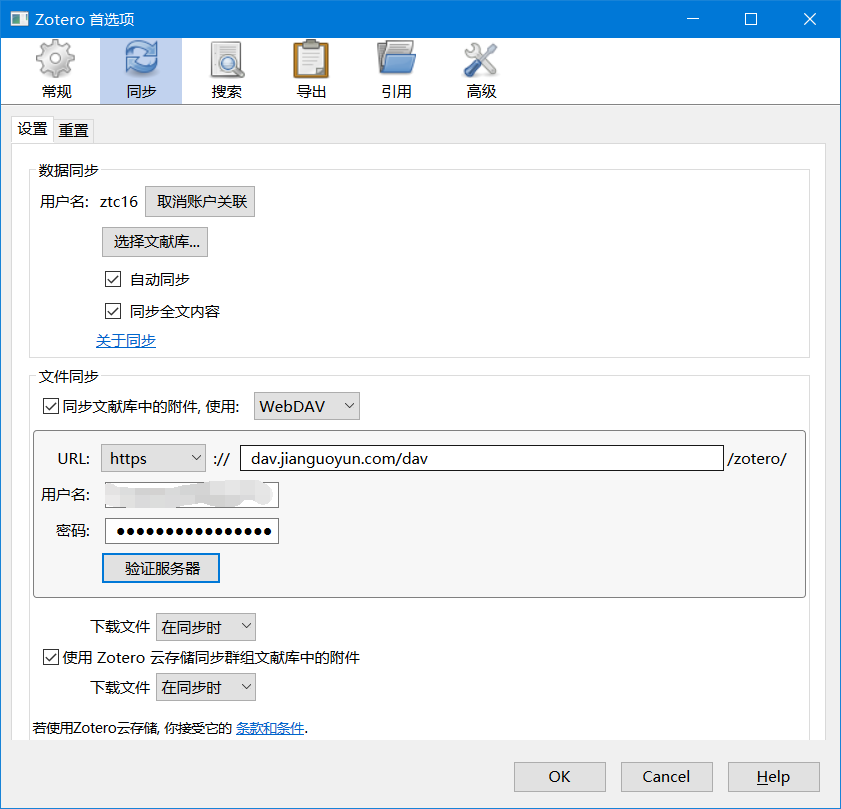 Zotero 首选项
常规 同步 搜索 导出 引用 高级
设置 重置
数据同步
用户名: ztc16 取消账户关联
选择文献库...
自动同步
同步全文内容
关于同步
文件同步
同步文献库中的附件, 使用: WebDAV
URL: https :// dav.jianguoyun.com/dav /zotero/
用户名:
密码: ●●●●●●●●●●●●●●●●
验证服务器
下载文件 在同步时
使用 Zotero 云存储同步群组文献库中的附件
下载文件 在同步时
若使用Zotero云存储, 你接受它的 条款和条件.
OK Cancel Help